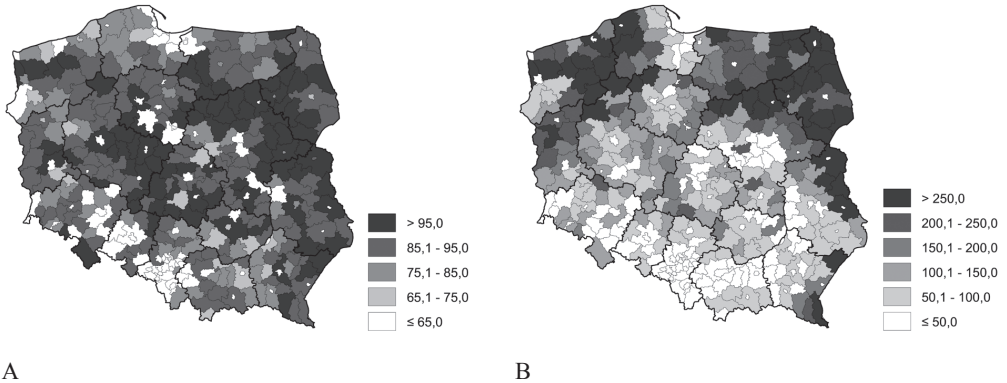 > 95,0
85,1 - 95,0
75,1 - 85,0
65,1 - 75,0
≤ 65,0
> 250,0
200,1 - 250,0
150,1 - 200,0
100,1 - 150,0
50,1 - 100,0
≤ 50,0
A
B